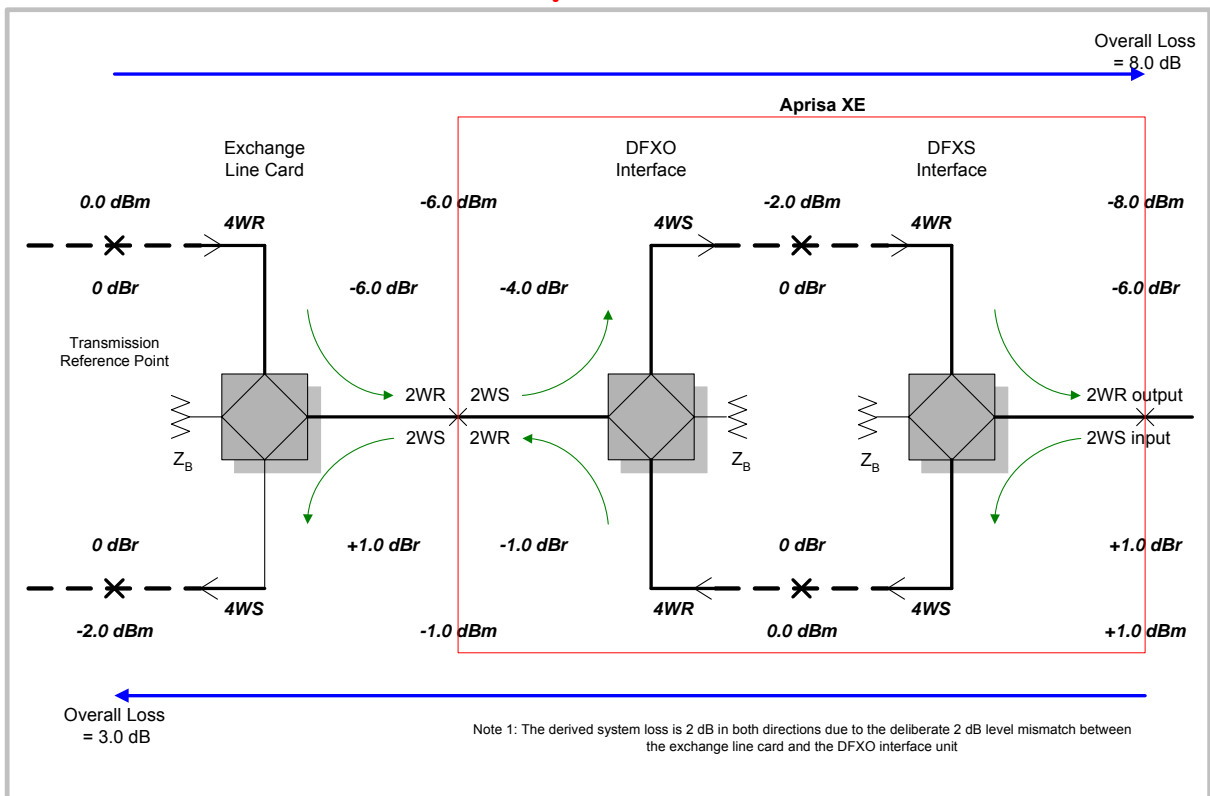 Overall Loss
= 8.0 dB
Aprisa XE
Exchange
Line Card
DFXO
Interface
DFXS
Interface
0.0 dBm
-6.0 dBm
-2.0 dBm
-8.0 dBm
4WR
4WS
4WR
0 dBr
-6.0 dBr
-4.0 dBr
0 dBr
-6.0 dBr
Transmission
Reference Point
2WR
2WS
2WR output
2WS
2WR
2WS input
ZB
ZB
ZB
0 dBr
+1.0 dBr
-1.0 dBr
0 dBr
+1.0 dBr
4WS
4WR
4WS
-2.0 dBm
-1.0 dBm
0.0 dBm
+1.0 dBm
Overall Loss
= 3.0 dB
Note 1: The derived system loss is 2 dB in both directions due to the deliberate 2 dB level mismatch between
the exchange line card and the DFXO interface unit